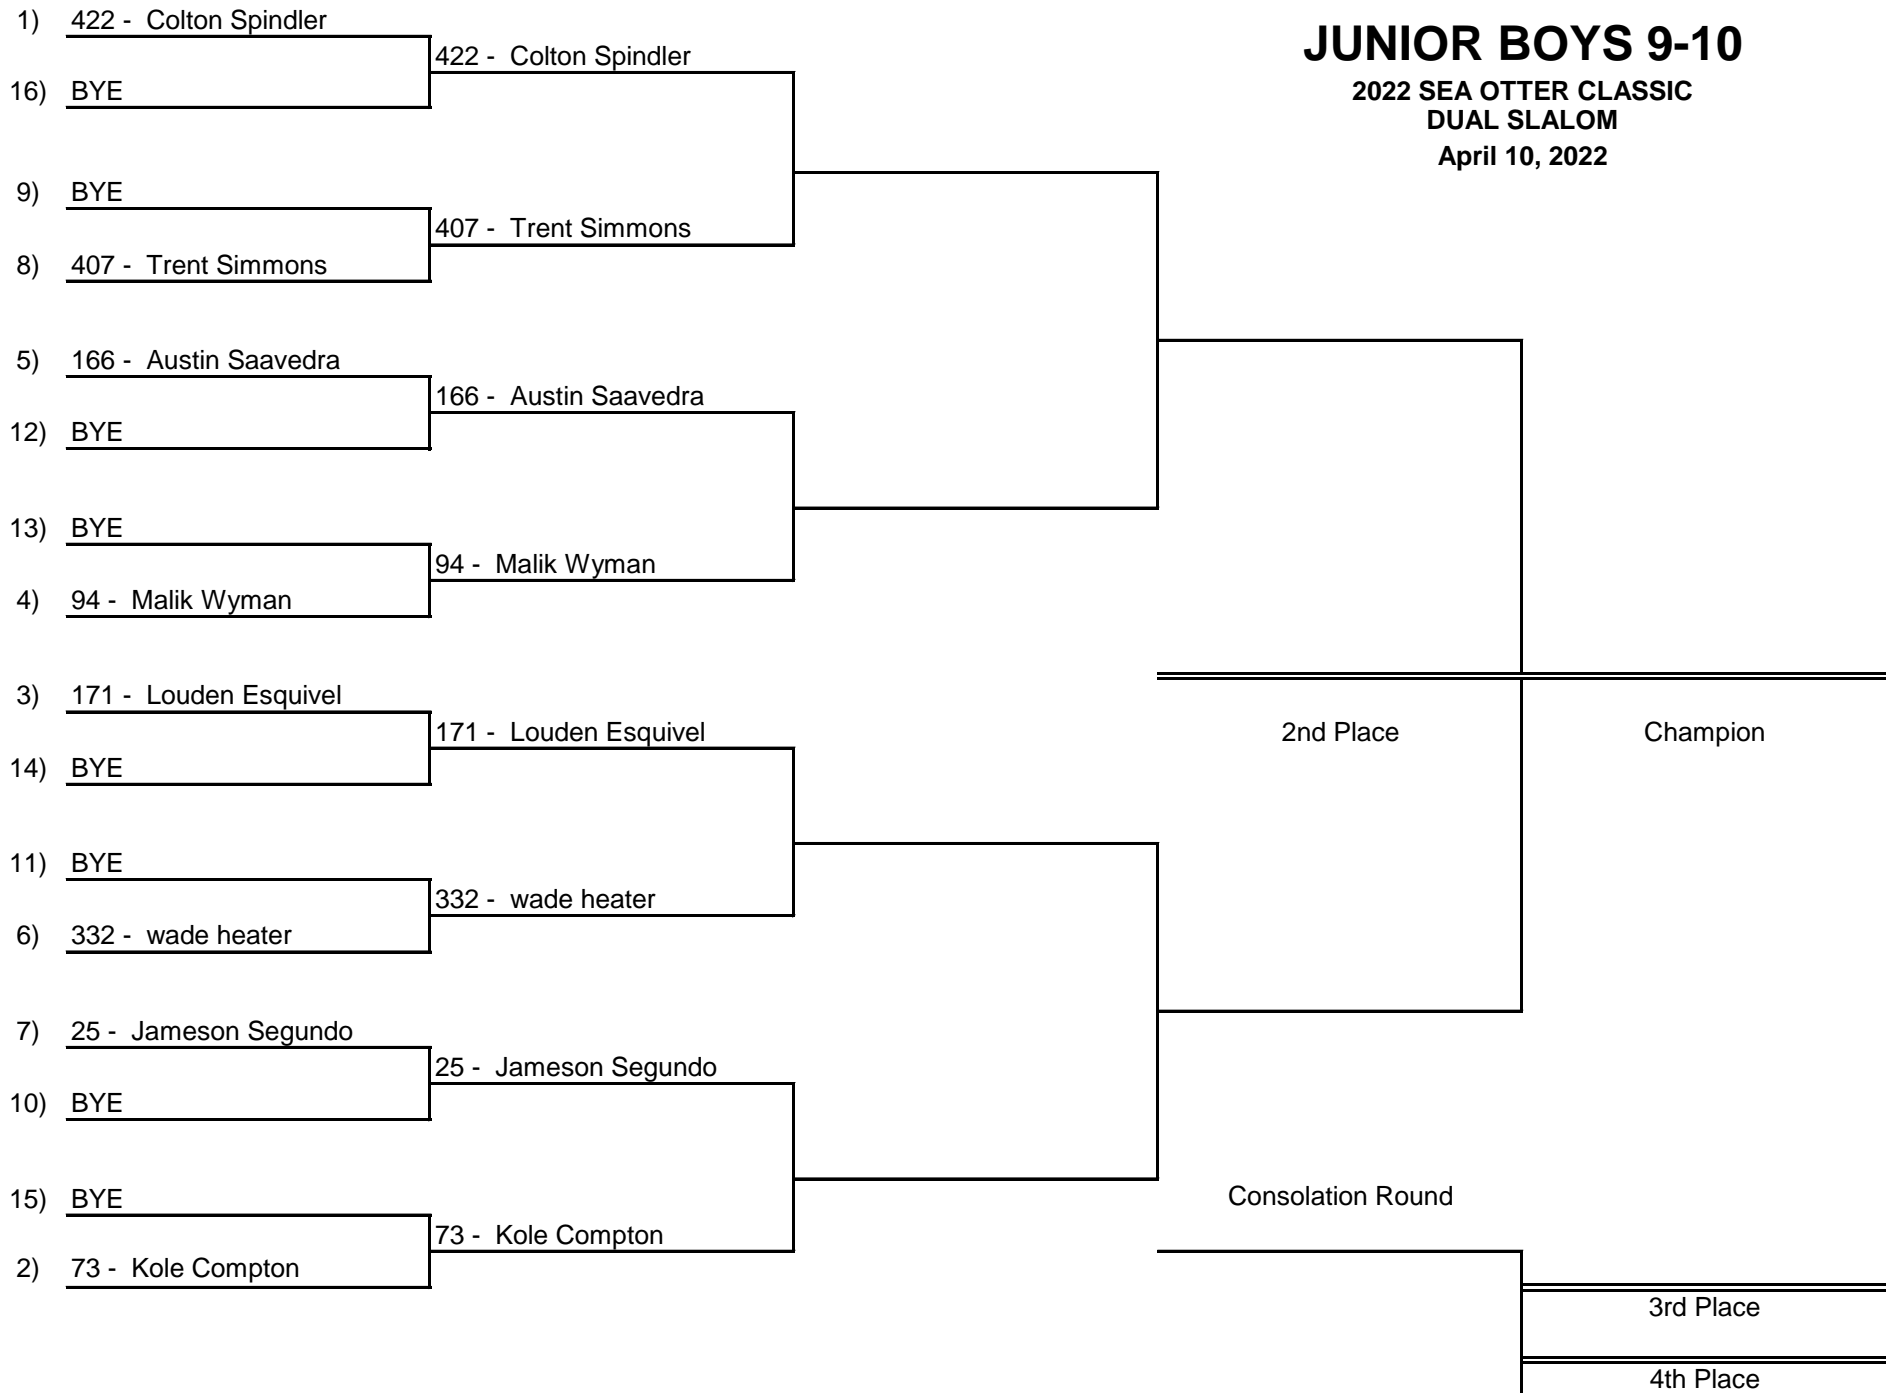 JUNIOR BOYS 9-10
2022 SEA OTTER CLASSIC
DUAL SLALOM
April 10, 2022
1) 422 - Colton Spindler
422 - Colton Spindler
16) BYE
9) BYE
407 - Trent Simmons
8) 407 - Trent Simmons
5) 166 - Austin Saavedra
166 - Austin Saavedra
12) BYE
13) BYE
94 - Malik Wyman
4) 94 - Malik Wyman
3) 171 - Louden Esquivel
171 - Louden Esquivel
2nd Place
Champion
14) BYE
11) BYE
332 - wade heater
6) 332 - wade heater
7) 25 - Jameson Segundo
25 - Jameson Segundo
10) BYE
15) BYE
Consolation Round
73 - Kole Compton
2) 73 - Kole Compton
3rd Place
4th Place